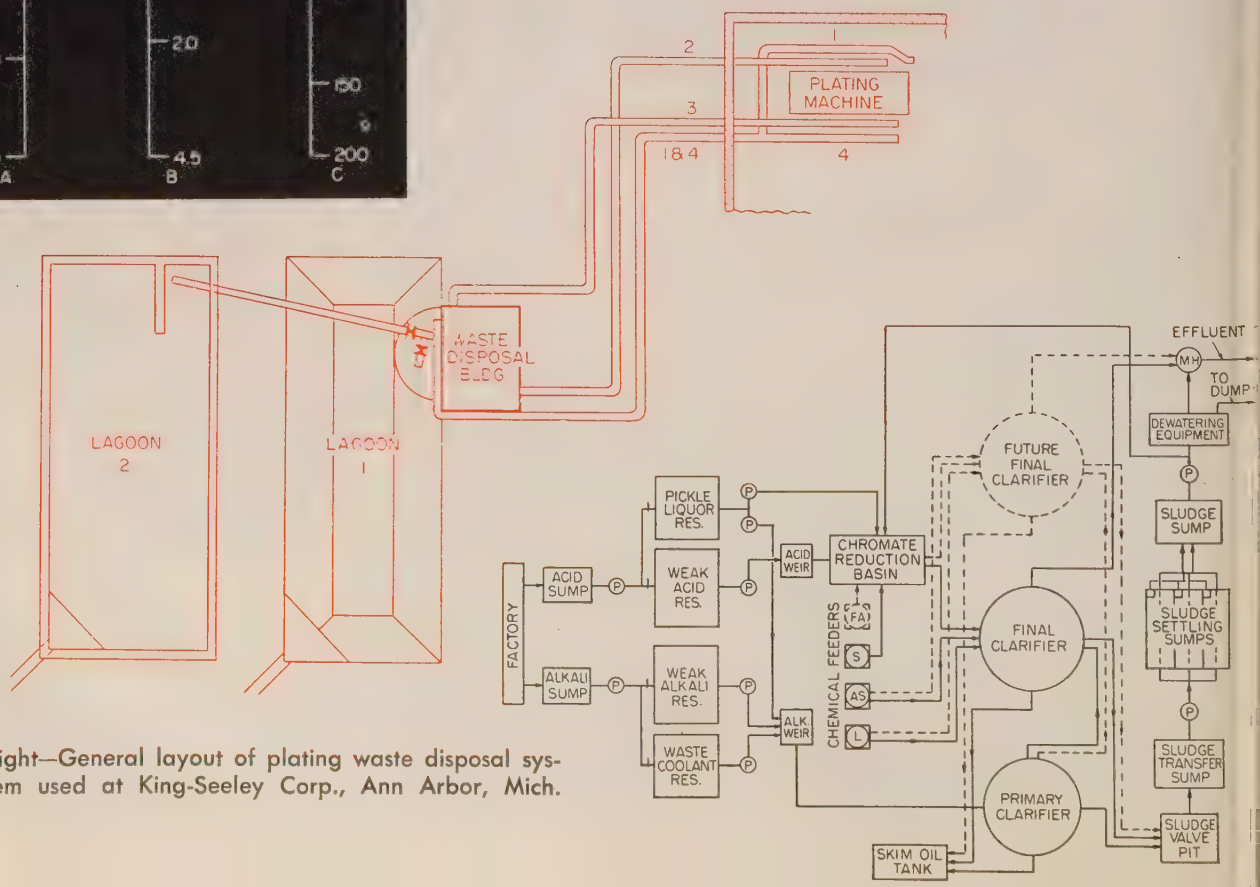 2.0
4.5
150
200
A
B
C
2
1
PLATING
MACHINE
3
1&4
4
WASTE
DISPOSAL
BLDG
LAGOON
2
LAGOON
1
ight—General layout of plating waste disposal sys-
em used at King-Seeley Corp., Ann Arbor, Mich.
FACTORY
ACID
SUMP
P
ALKALI
SUMP
P
PICKLE
LIQUOR
RES.
P
P
WEAK
ACID
RES.
P
WEAK
ALKALI
RES.
P
WASTE
COOLANT
RES.
P
ACID
WEIR
ALK.
WEIR
CHROMATE
REDUCTION
BASIN
CHEMICAL FEEDERS
FA
S
AS
L
FUTURE
FINAL
CLARIFIER
FINAL
CLARIFIER
PRIMARY
CLARIFIER
SKIM OIL
TANK
EFFLUENT
MH
TO
DUMP
DEWATERING
EQUIPMENT
P
SLUDGE
SUMP
SLUDGE
SETTLING
SUMPS
P
SLUDGE
TRANSFER
SUMP
SLUDGE
VALVE
PIT